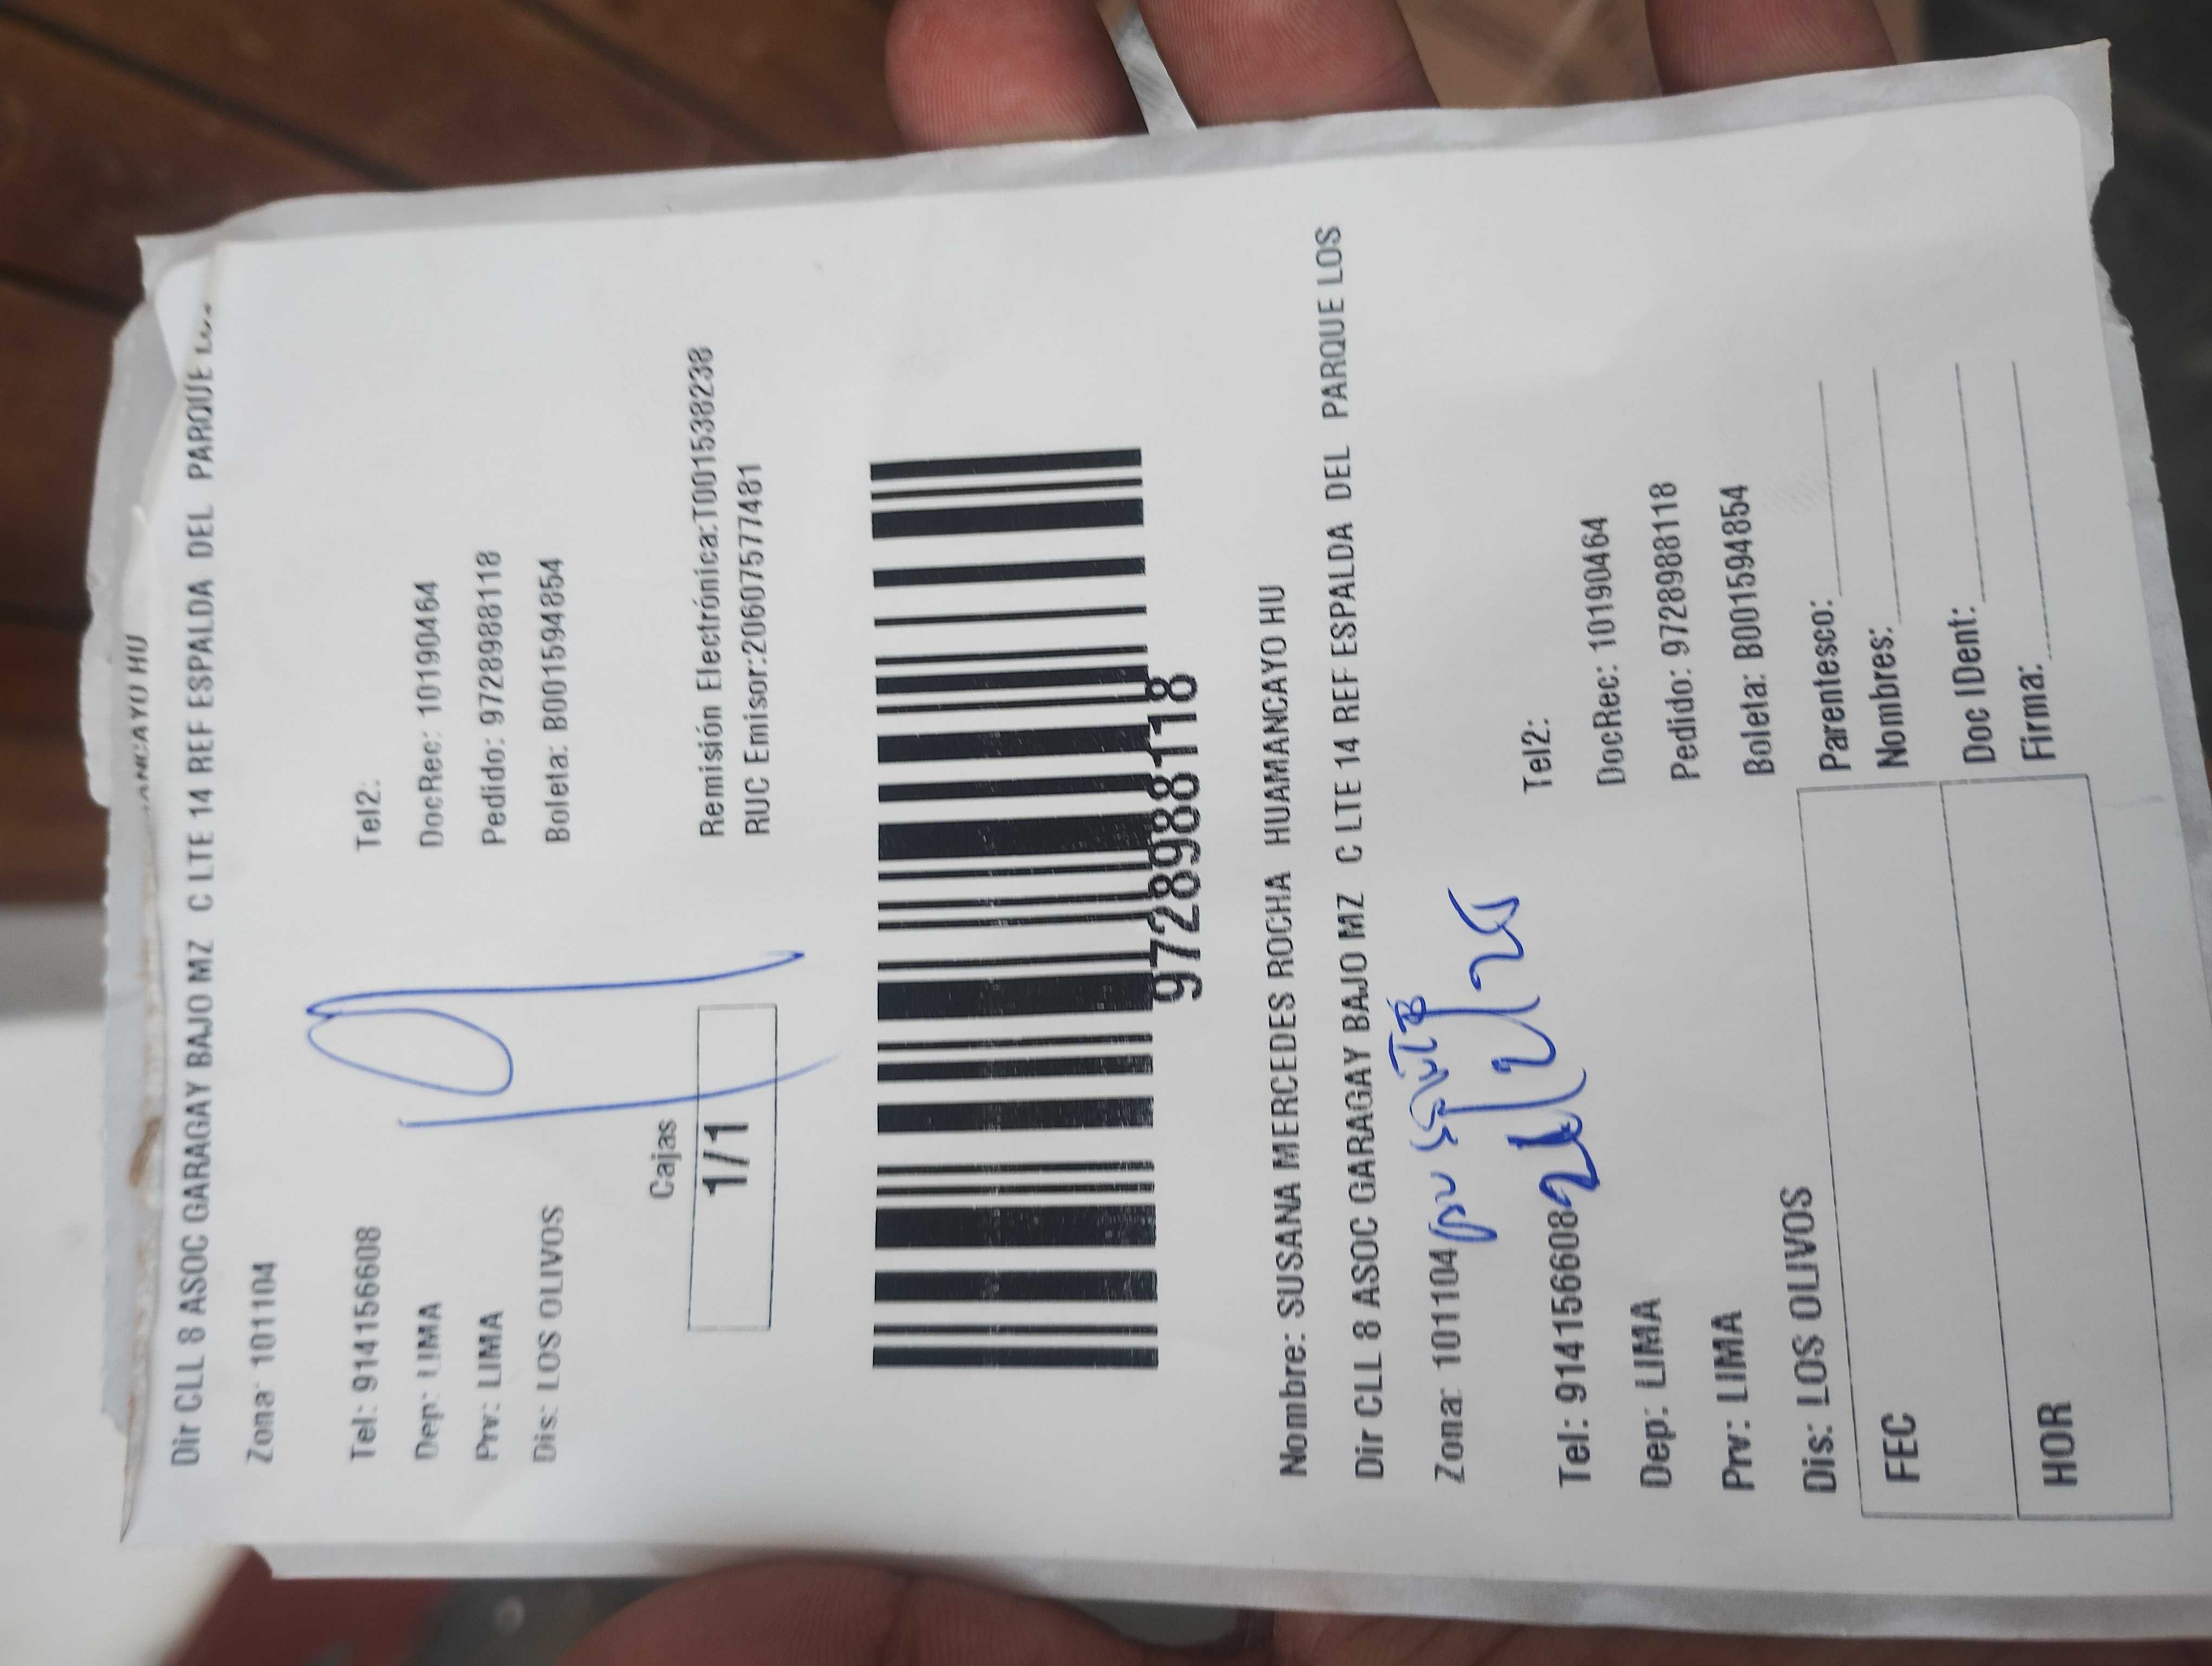 ANCAYO HU
Dir CLL 8 ASOC GARAGAY BAJO MZ C LTE 14 REF ESPALDA DEL PARQUE
Zona: 101104
Tel: 914156608 Tel2:
Dep: LIMA DocRec: 10190464
Prv: LIMA Pedido: 9728988118
Dis: LOS OLIVOS Boleta: B001594854
Cajas
1/1
Remisión Electrónica:T001538238
RUC Emisor:20607577481
9728988118
Nombre: SUSANA MERCEDES ROCHA HUAMANCAYO HU
Dir CLL 8 ASOC GARAGAY BAJO MZ C LTE 14 REF ESPALDA DEL PARQUE LOS
Zona: 101104
Tel: 914156608 Tel2:
Dep: LIMA DocRec: 10190464
Prv: LIMA Pedido: 9728988118
Dis: LOS OLIVOS Boleta: B001594854
FEC
HOR
Parentesco:
Nombres:
Doc IDent:
Firma: